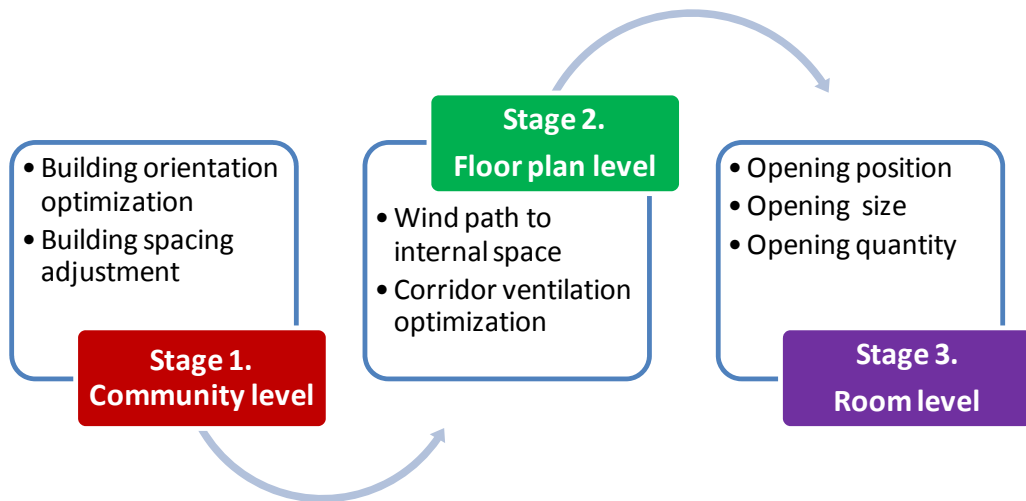 • Building orientation
optimization
• Building spacing
adjustment
Stage 1.
Community level
Stage 2.
Floor plan level
• Wind path to
internal space
• Corridor ventilation
optimization
• Opening position
• Opening size
• Opening quantity
Stage 3.
Room level